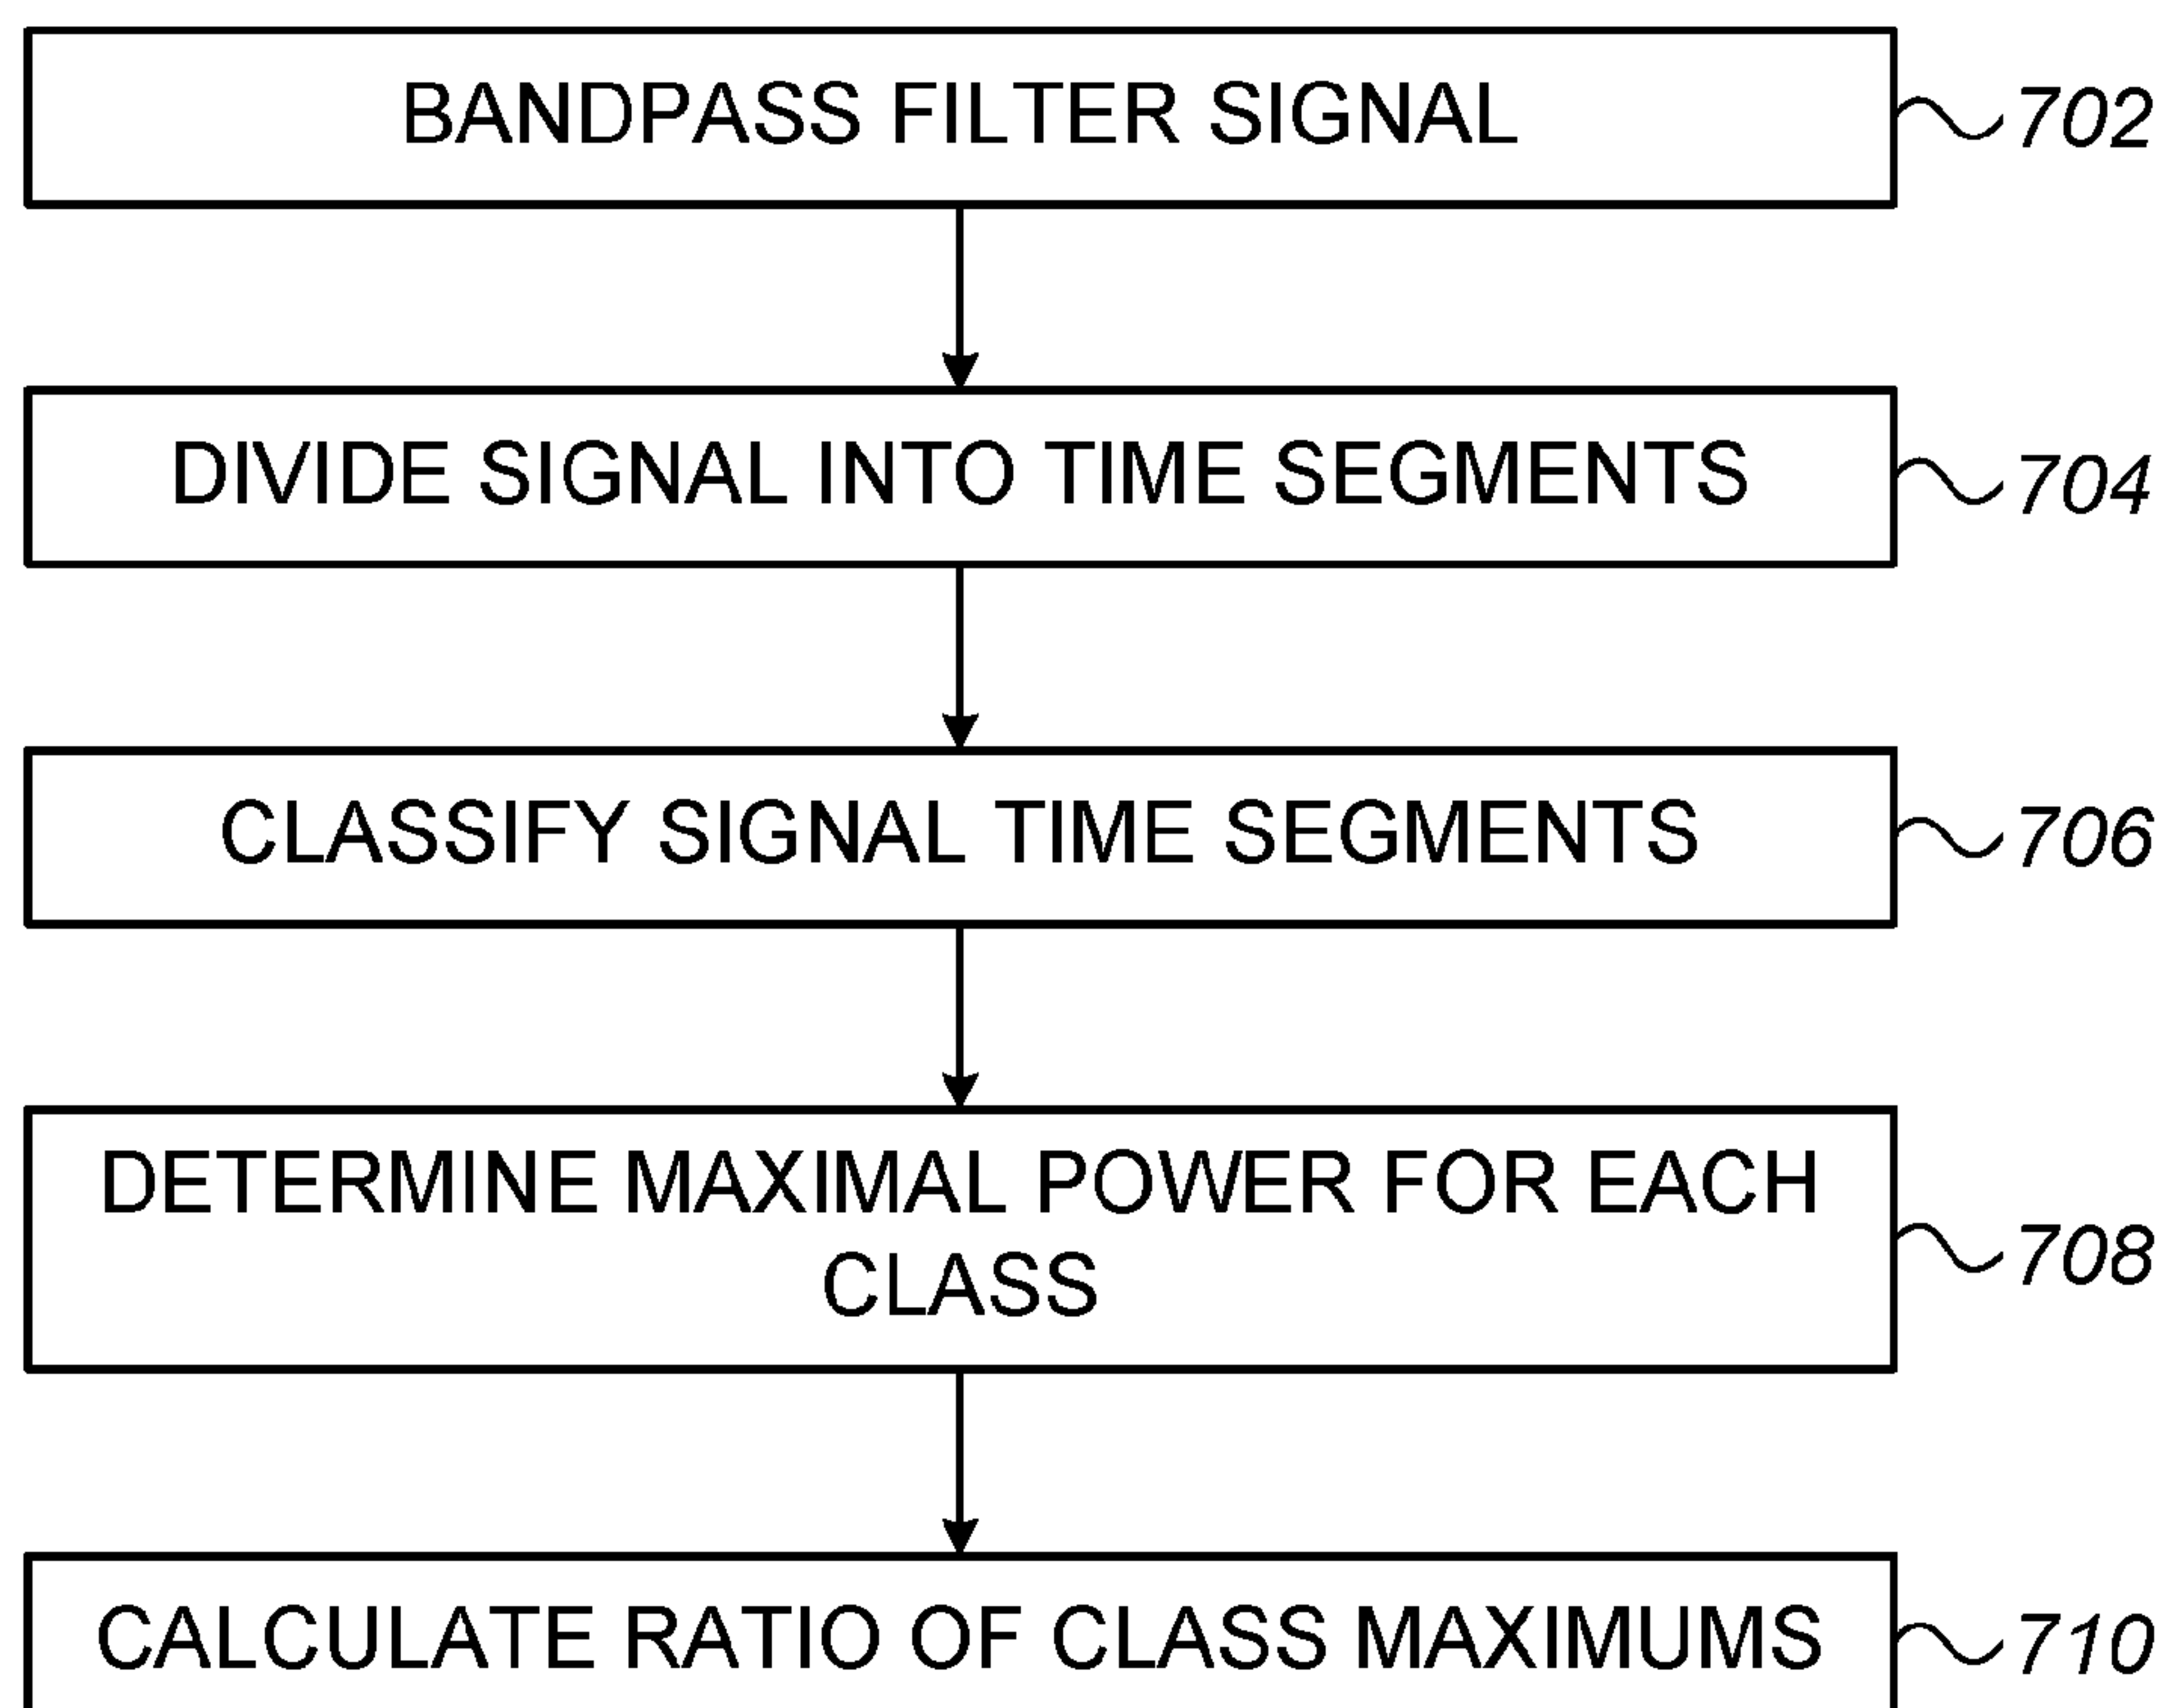 BANDPASS FILTER SIGNAL
702
DIVIDE SIGNAL INTO TIME SEGMENTS
704
CLASSIFY SIGNAL TIME SEGMENTS
706
DETERMINE MAXIMAL POWER FOR EACH
CLASS
708
CALCULATE RATIO OF CLASS MAXIMUMS
710